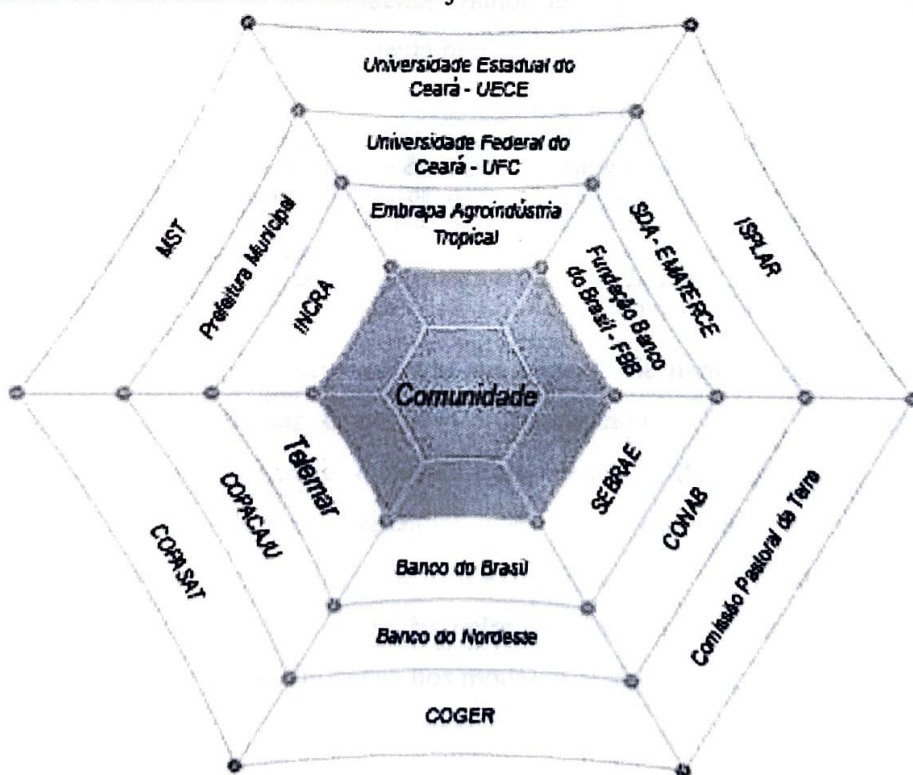 Universidade Estadual do
Ceará - UECE
Universidade Federal do
Ceará - UFC
Embrapa Agroindústria
Tropical
MST
Prefeitura Municipal
INCRA
Fundação Banco
do Brasil - FBB
SDA - EMATERCE
ISPLAR
Comunidade
Telemar
COPACAJU
COPASAT
SEBRAE
CONAB
Comissão Pastoral da Terra
Banco do Brasil
Banco do Nordeste
COGER